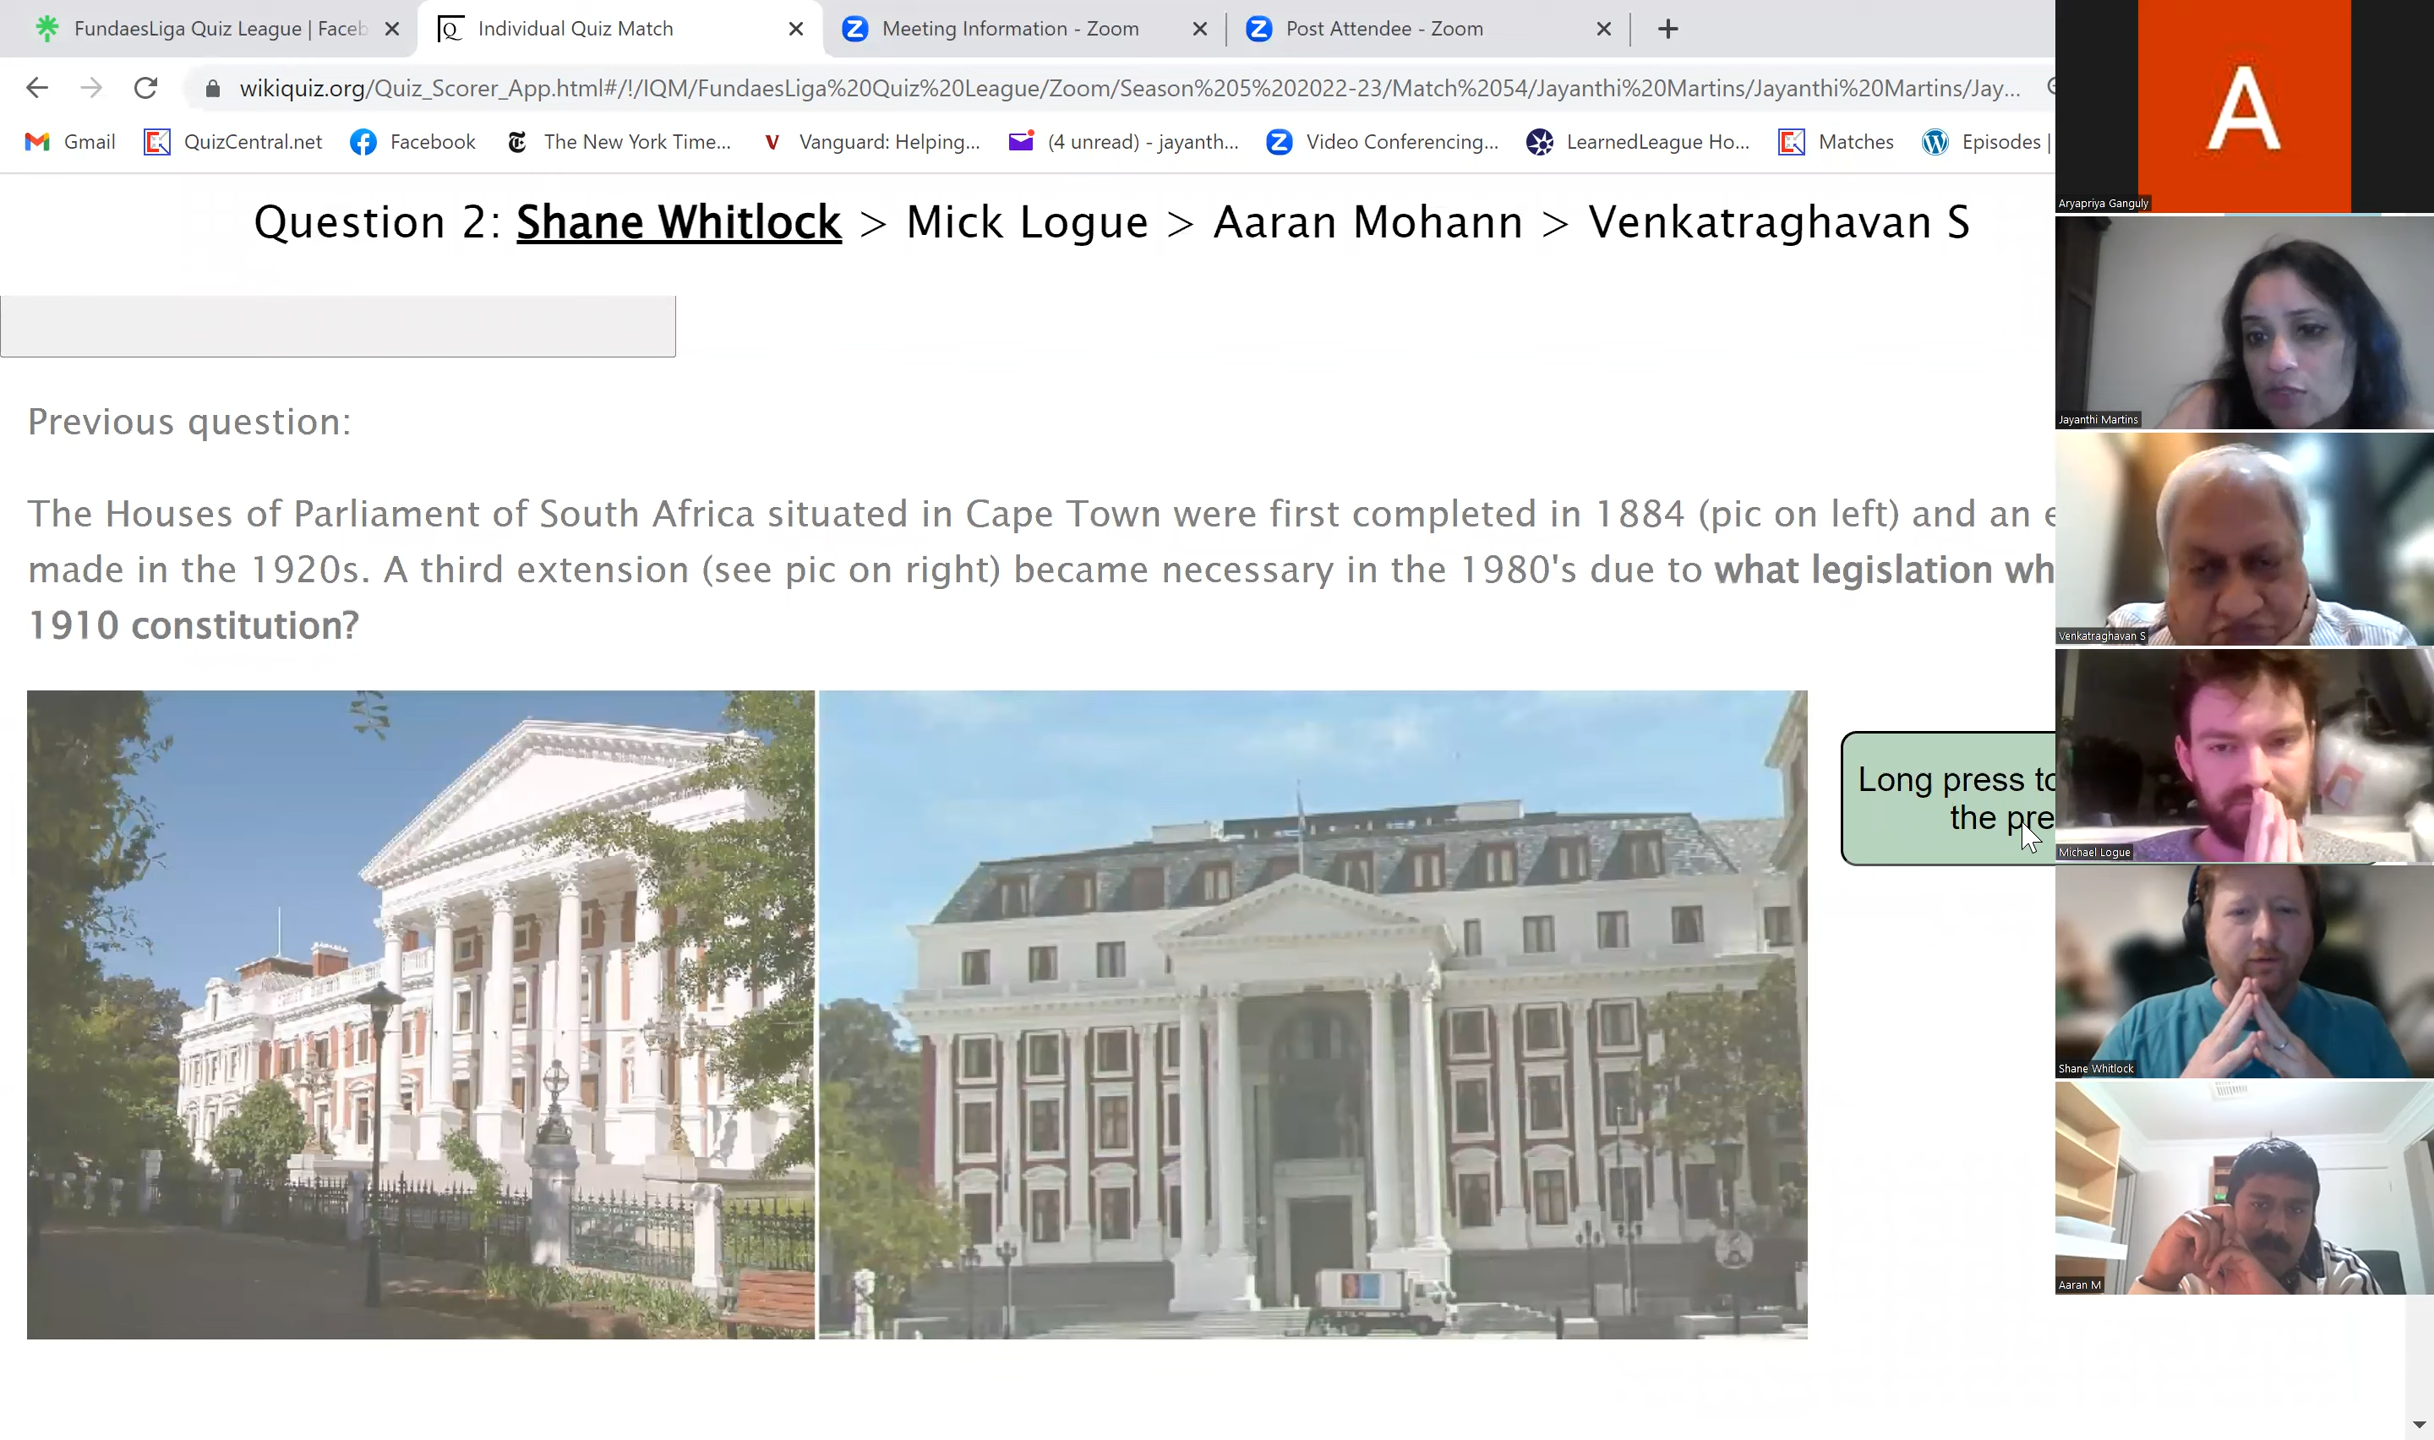 FundaesLiga Quiz League | Faceb
Individual Quiz Match
Meeting Information - Zoom
Post Attendee - Zoom
wikiquiz.org/Quiz_Scorer_App.html#/!/IQM/FundaesLiga%20Quiz%20League/Zoom/Season%205%202022-23/Match%2054/Jayanthi%20Martins/Jayanthi%20Martins/Jay...
Gmail
QuizCentral.net
Facebook
The New York Time...
Vanguard: Helping...
(4 unread) - jayanth...
Video Conferencing...
LearnedLeague Ho...
Matches
Episodes |
Question 2: Shane Whitlock > Mick Logue > Aaran Mohann > Venkatraghavan S
Previous question:
The Houses of Parliament of South Africa situated in Cape Town were first completed in 1884 (pic on left) and an e
made in the 1920s. A third extension (see pic on right) became necessary in the 1980's due to what legislation wh
1910 constitution?
Long press to
the pre
A
Aryapriya Ganguly
Jayanthi Martins
Venkatraghavan S
Michael Logue
Shane Whitlock
Aaran M